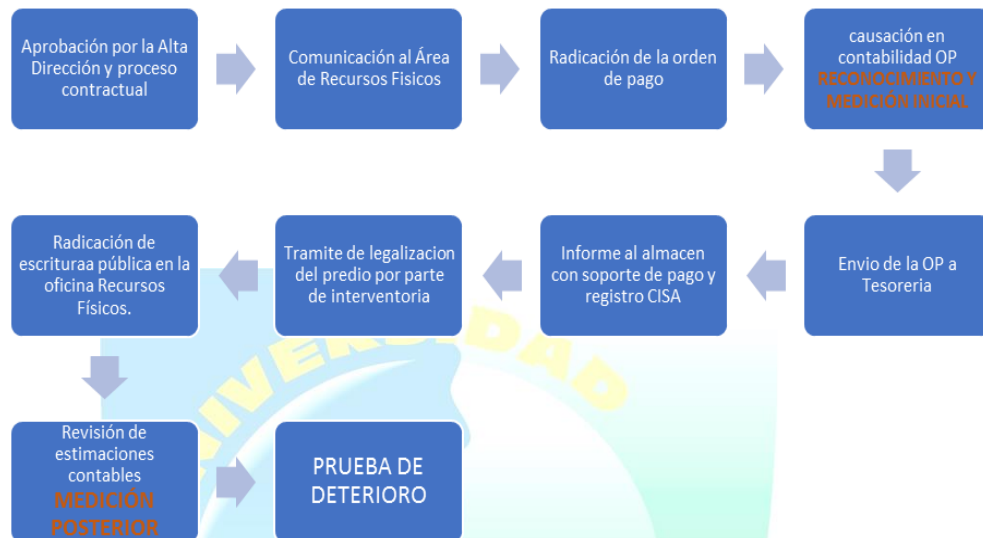 Aprobación por la Alta
Dirección y proceso
contractual
Comunicación al Área
de Recursos Fisicos
Radicación de la orden
de pago
causación en
contabilidad OP
RECONOCIMIENTO Y
MEDICIÓN INICIAL
Envio de la OP a
Tesoreria
Informe al almacen
con soporte de pago y
registro CISA
Tramite de legalizacion
del predio por parte
de interventoria
Radicación de
escrituraa pública en la
oficina Recursos
Físicos.
Revisión de
estimaciones
contables
MEDICIÓN
POSTERIOR
PRUEBA DE
DETERIORO
UNIVERSIDAD